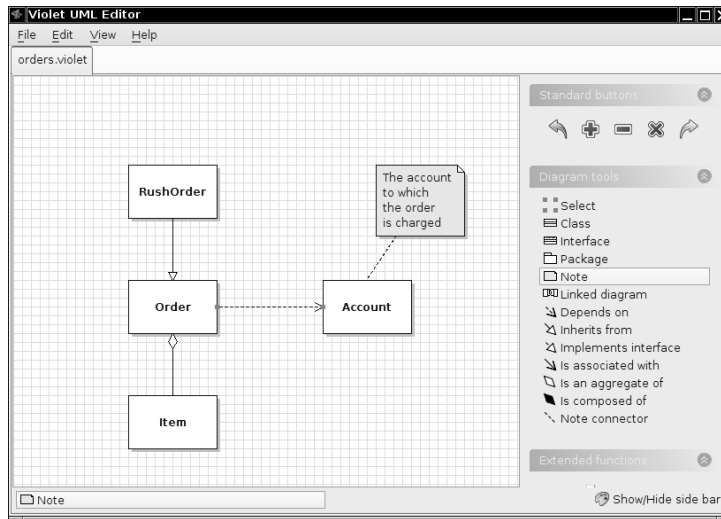 Violet UML Editor
File Edit View Help
orders.violet
Standard buttons
Diagram tools
Select
Class
Interface
Package
Note
Linked diagram
Depends on
Inherits from
Implements interface
Is associated with
Is an aggregate of
Is composed of
Note connector
Extended functions
RushOrder
The account
to which
the order
is charged
Order
Account
Item
Note
Show/Hide side bar